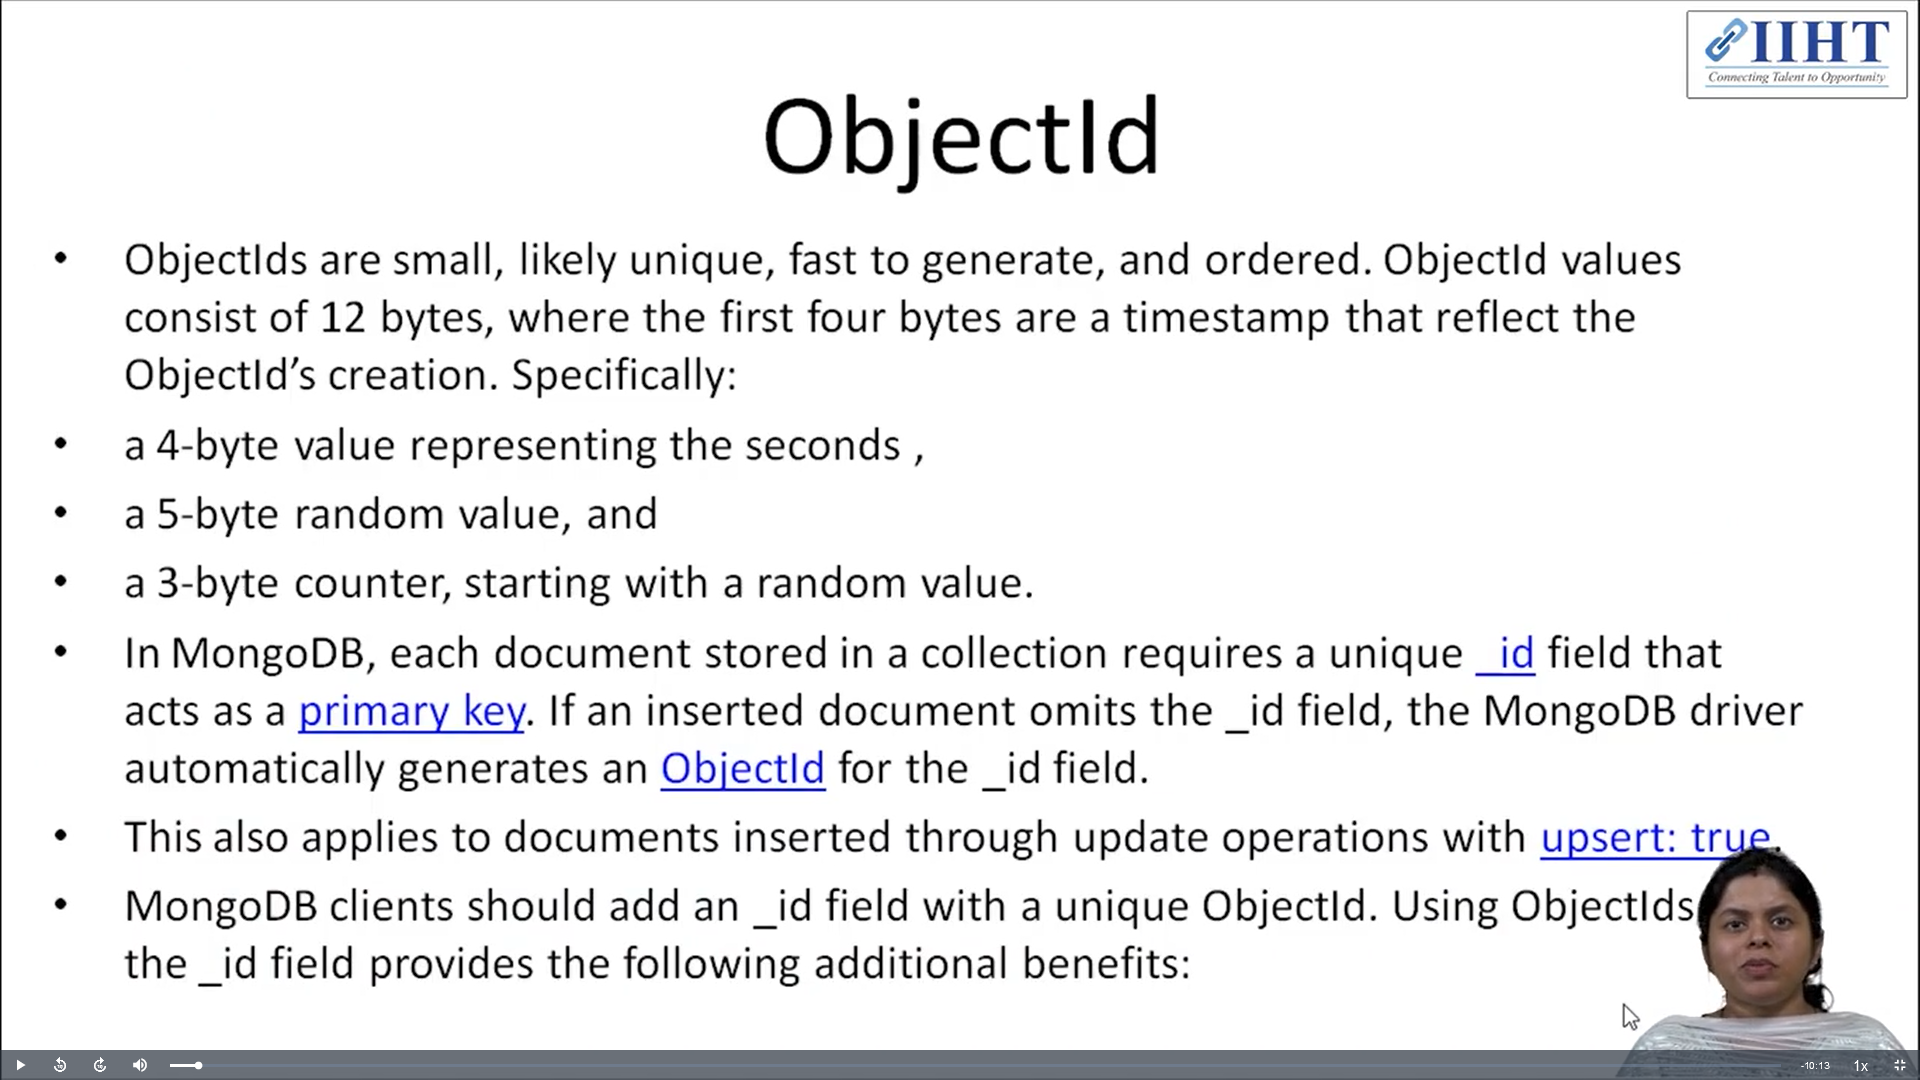 IIHT
Connecting Talent to Opportunity
ObjectId
• ObjectIds are small, likely unique, fast to generate, and ordered. ObjectId values
consist of 12 bytes, where the first four bytes are a timestamp that reflect the
ObjectId’s creation. Specifically:
• a 4-byte value representing the seconds ,
• a 5-byte random value, and
• a 3-byte counter, starting with a random value.
• In MongoDB, each document stored in a collection requires a unique _id field that
acts as a primary key. If an inserted document omits the _id field, the MongoDB driver
automatically generates an ObjectId for the _id field.
• This also applies to documents inserted through update operations with upsert: true.
• MongoDB clients should add an _id field with a unique ObjectId. Using ObjectIds
the _id field provides the following additional benefits:
-10:13
1x